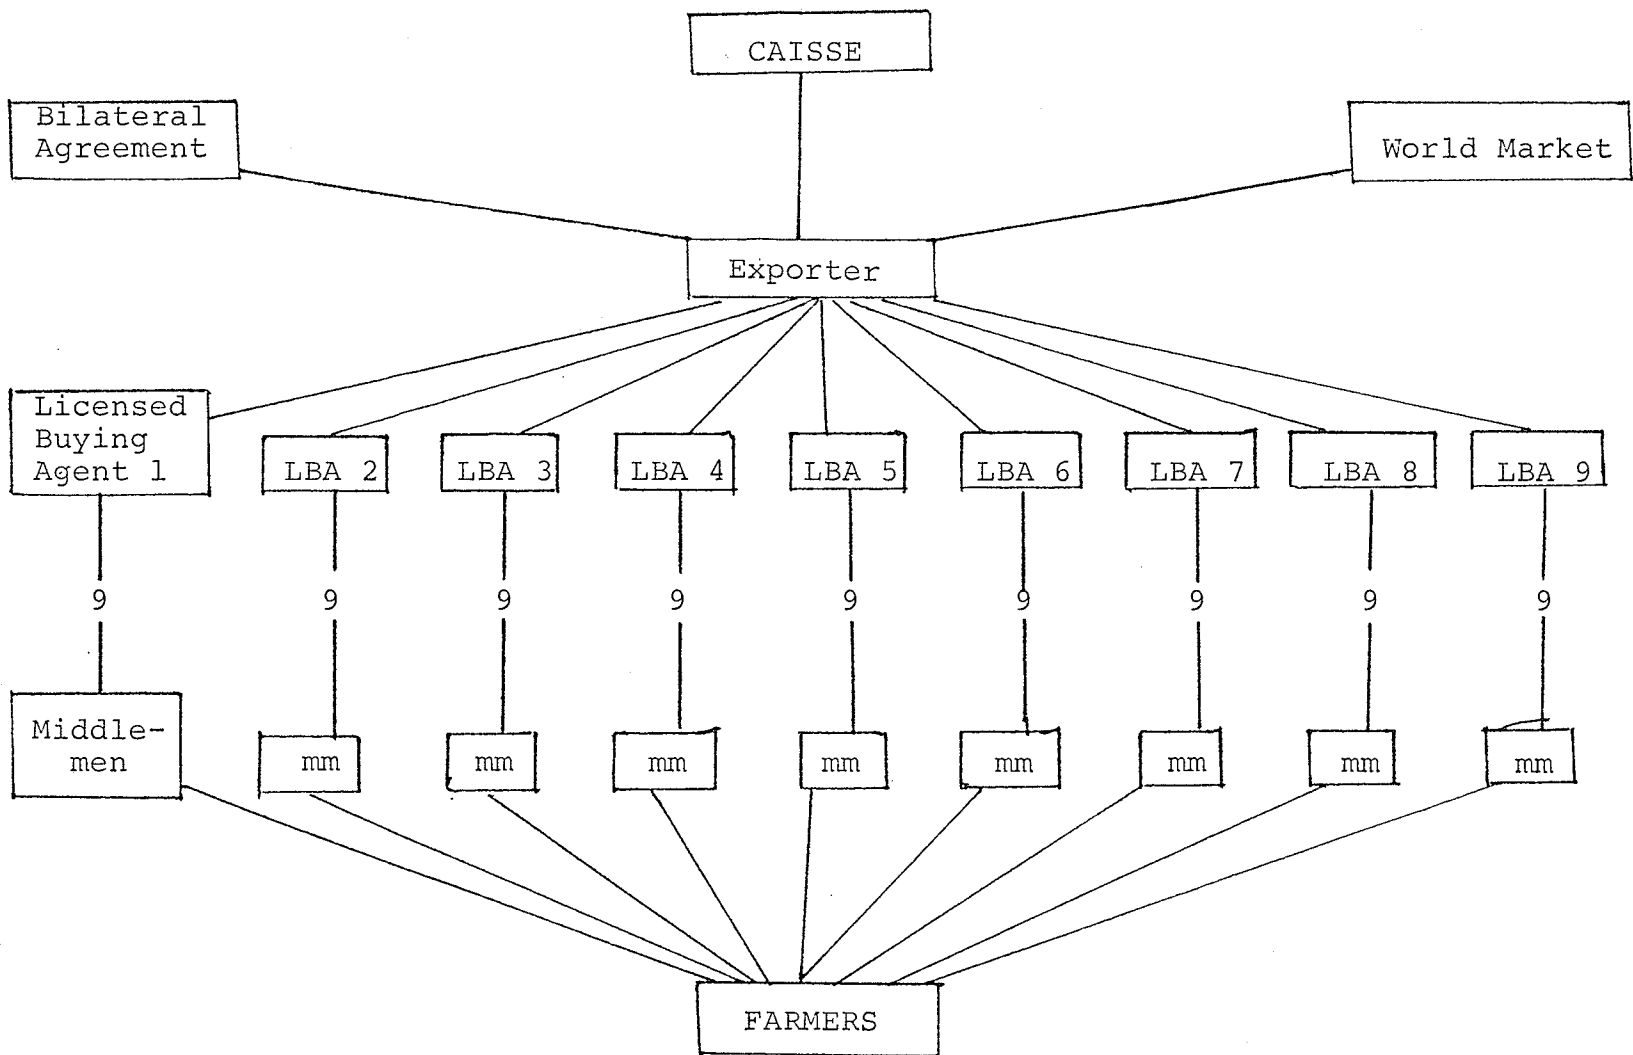 CAISSE
Bilateral
Agreement
World Market
Exporter
Licensed
Buying
Agent 1
LBA 2
LBA 3
LBA 4
LBA 5
LBA 6
LBA 7
LBA 8
LBA 9
9
9
9
9
9
9
9
9
9
Middle-
men
mm
mm
mm
mm
mm
mm
mm
mm
FARMERS